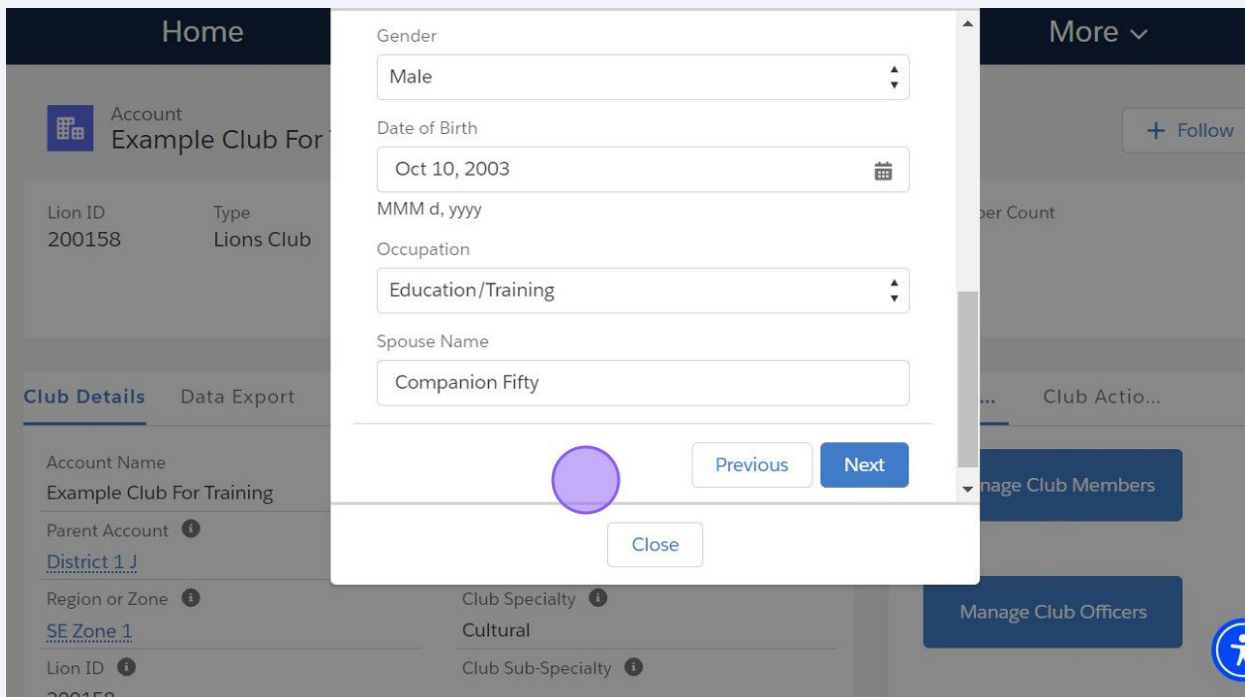 Home
More
Account
Example Club For
Follow
Lion ID
200158
Type
Lions Club
per Count
Gender
Male
Date of Birth
Oct 10, 2003
MMM d, yyyy
Occupation
Education/Training
Spouse Name
Companion Fifty
Previous
Next
Close
Club Details
Data Export
Account Name
Example Club For Training
Parent Account
District 1 J
Region or Zone
SE Zone 1
Lion ID
200158
Club Specialty
Cultural
Club Sub-Specialty
...
Club Actio...
nage Club Members
Manage Club Officers